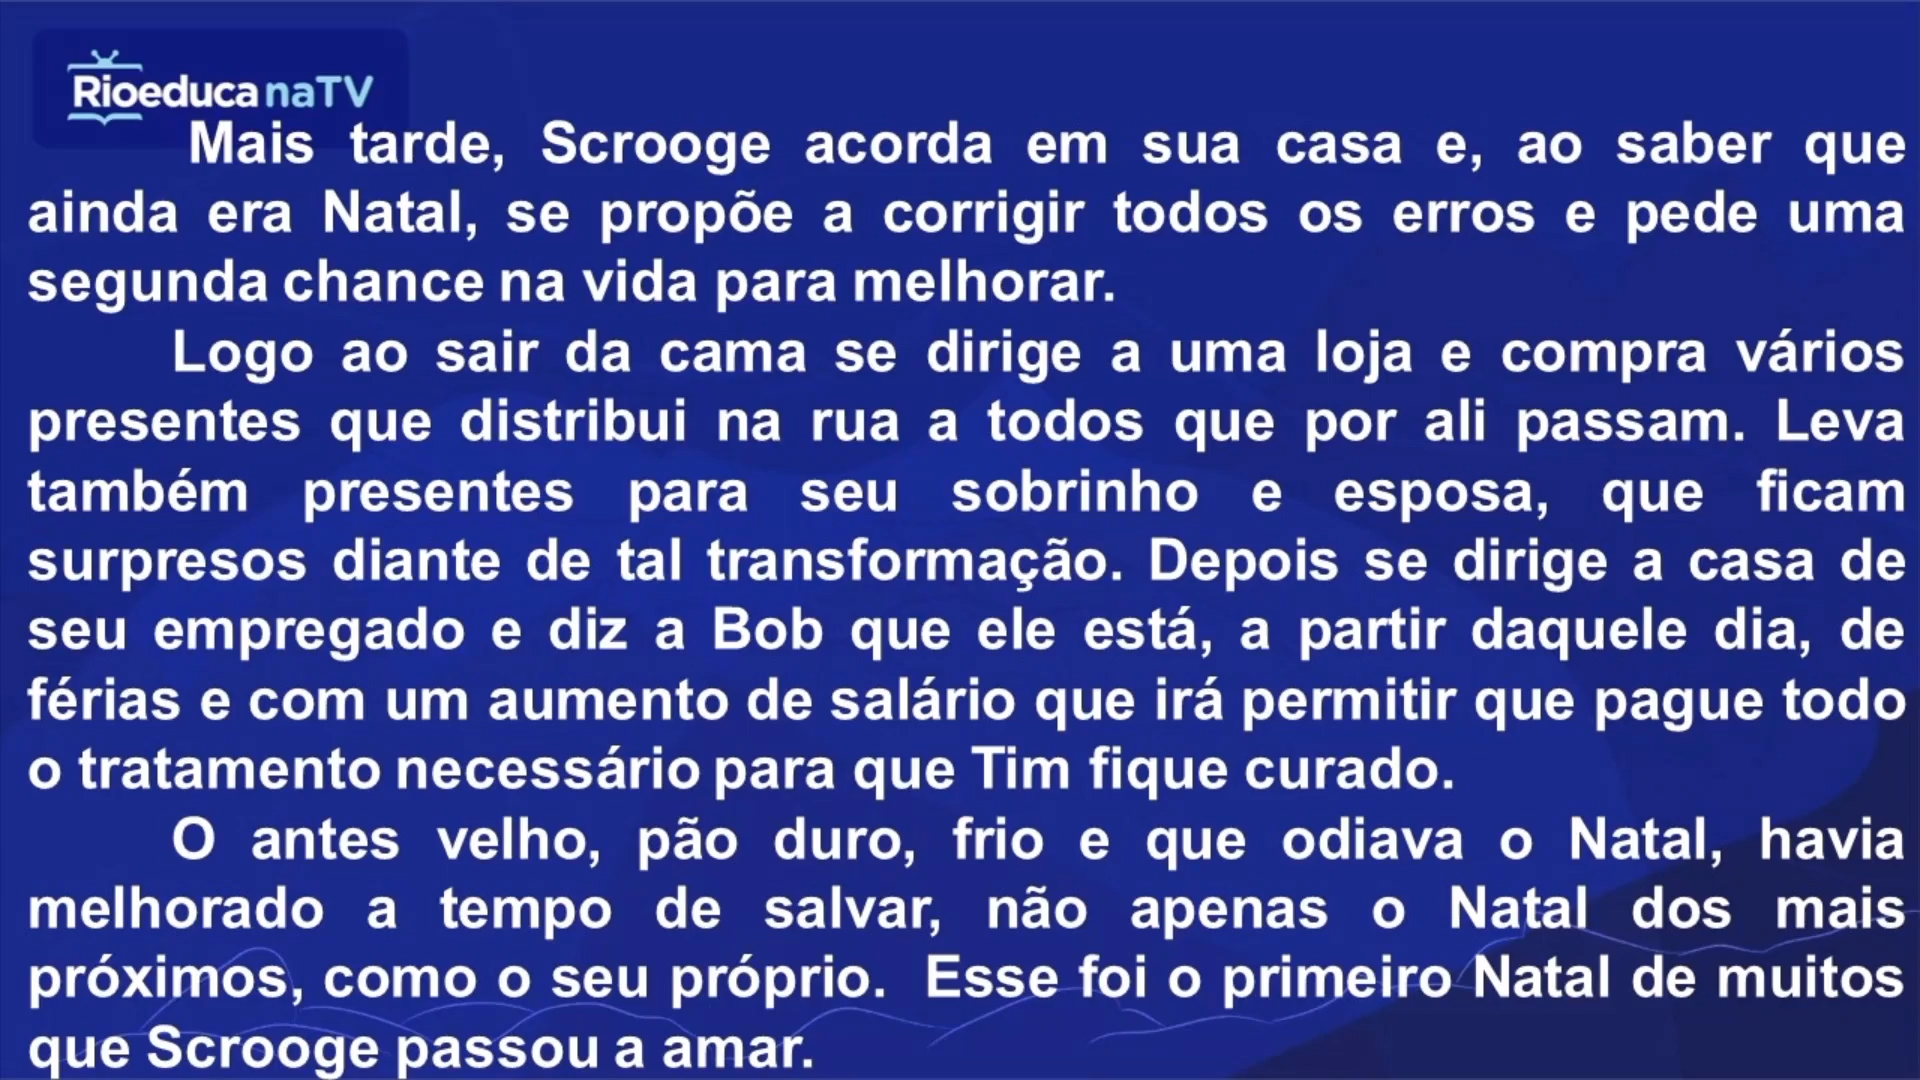 Rioeduca naTV
Mais tarde, Scrooge acorda em sua casa e, ao saber que
ainda era Natal, se propõe a corrigir todos os erros e pede uma
segunda chance na vida para melhorar.
Logo ao sair da cama se dirige a uma loja e compra vários
presentes que distribui na rua a todos que por ali passam. Leva
também presentes para seu sobrinho e esposa, que ficam
surpresos diante de tal transformação. Depois se dirige a casa de
seu empregado e diz a Bob que ele está, a partir daquele dia, de
férias e com um aumento de salário que irá permitir que pague todo
o tratamento necessário para que Tim fique curado.
O antes velho, pão duro, frio e que odiava o Natal, havia
melhorado a tempo de salvar, não apenas o Natal dos mais
próximos, como o seu próprio. Esse foi o primeiro Natal de muitos
que Scrooge passou a amar.